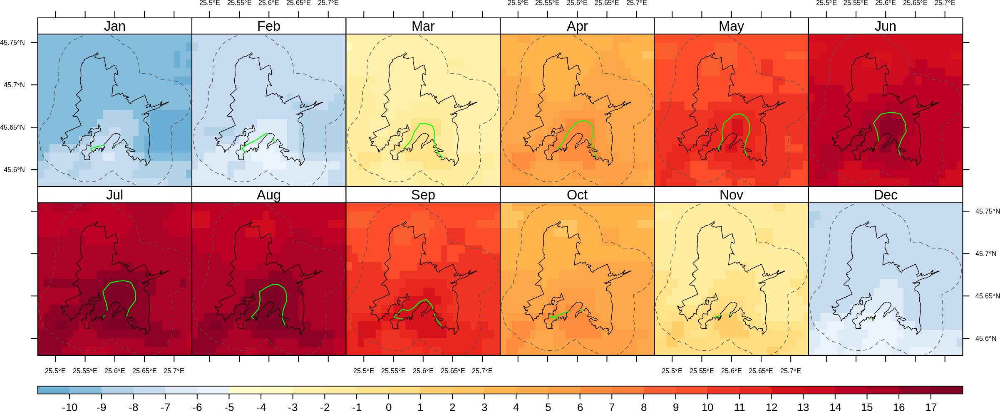 25.5°E 25.55°E 25.6°E 25.65°E 25.7°E 25.5°E 25.55°E 25.6°E 25.65°E 25.7°E 25.5°E 25.55°E 25.6°E 25.65°E 25.7°E
Jan Feb Mar Apr May Jun
45.75°N
45.7°N
45.65°N
45.6°N
Jul Aug Sep Oct Nov Dec
45.75°N
45.7°N
45.65°N
45.6°N
25.5°E 25.55°E 25.6°E 25.65°E 25.7°E 25.5°E 25.55°E 25.6°E 25.65°E 25.7°E 25.5°E 25.55°E 25.6°E 25.65°E 25.7°E
-10 -9 -8 -7 -6 -5 -4 -3 -2 -1 0 1 2 3 4 5 6 7 8 9 10 11 12 13 14 15 16 17